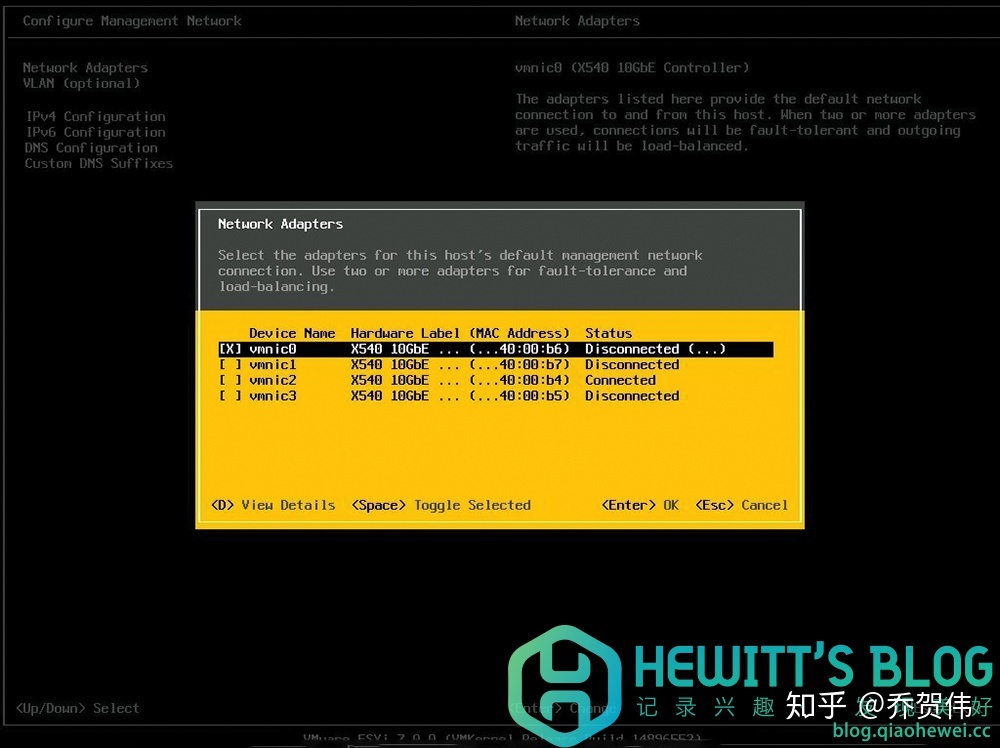 Configure Management Network
Network Adapters
Network Adapters
VLAN (optional)
IPv4 Configuration
IPv6 Configuration
DNS Configuration
Custom DNS Suffixes
vmnic0 (X540 10GbE Controller)
The adapters listed here provide the default network
connection to and from this host. When two or more adapters
are used, connections will be fault-tolerant and outgoing
traffic will be load-balanced.
Network Adapters
Select the adapters for this host's default management network
connection. Use two or more adapters for fault-tolerance and
load-balancing.
Device Name Hardware Label (MAC Address) Status
[X] vmnic0 X540 10GbE ... (...40:00:b6) Disconnected (...)
[ ] vmnic1 X540 10GbE ... (...40:00:b7) Disconnected
[ ] vmnic2 X540 10GbE ... (...40:00:b4) Connected
[ ] vmnic3 X540 10GbE ... (...40:00:b5) Disconnected
<D> View Details <Space> Toggle Selected <Enter> OK <Esc> Cancel
HEWITT'S BLOG
记录兴趣
知乎 @乔贺伟
好
<Up/Down> Select
<Enter> Change
blog.qiaohewei.cc
VMware ESXi 7.0.0 (VMKernel Release Build 14896553)